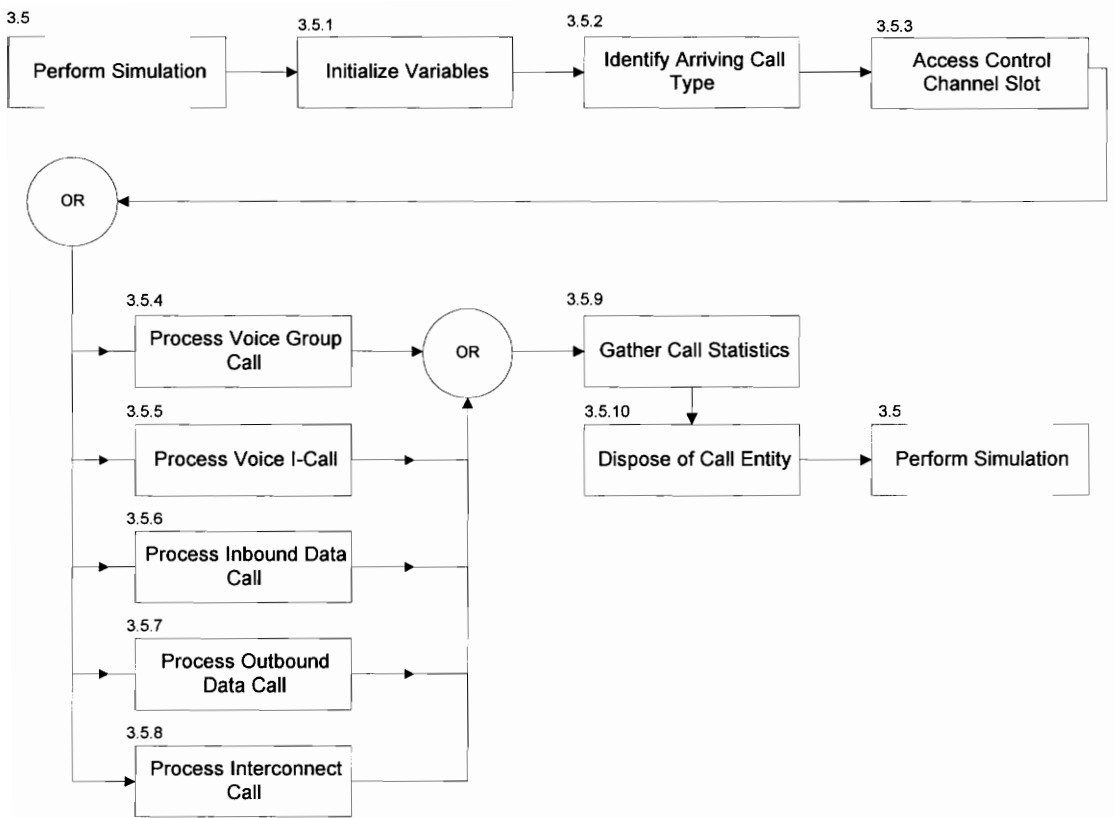 3.5
Perform Simulation
3.5.1
Initialize Variables
3.5.2
Identify Arriving Call
Type
3.5.3
Access Control
Channel Slot
OR
3.5.4
Process Voice Group
Call
OR
3.5.9
Gather Call Statistics
3.5.5
Process Voice I-Call
3.5.10
Dispose of Call Entity
3.5
Perform Simulation
3.5.6
Process Inbound Data
Call
3.5.7
Process Outbound
Data Call
3.5.8
Process Interconnect
Call